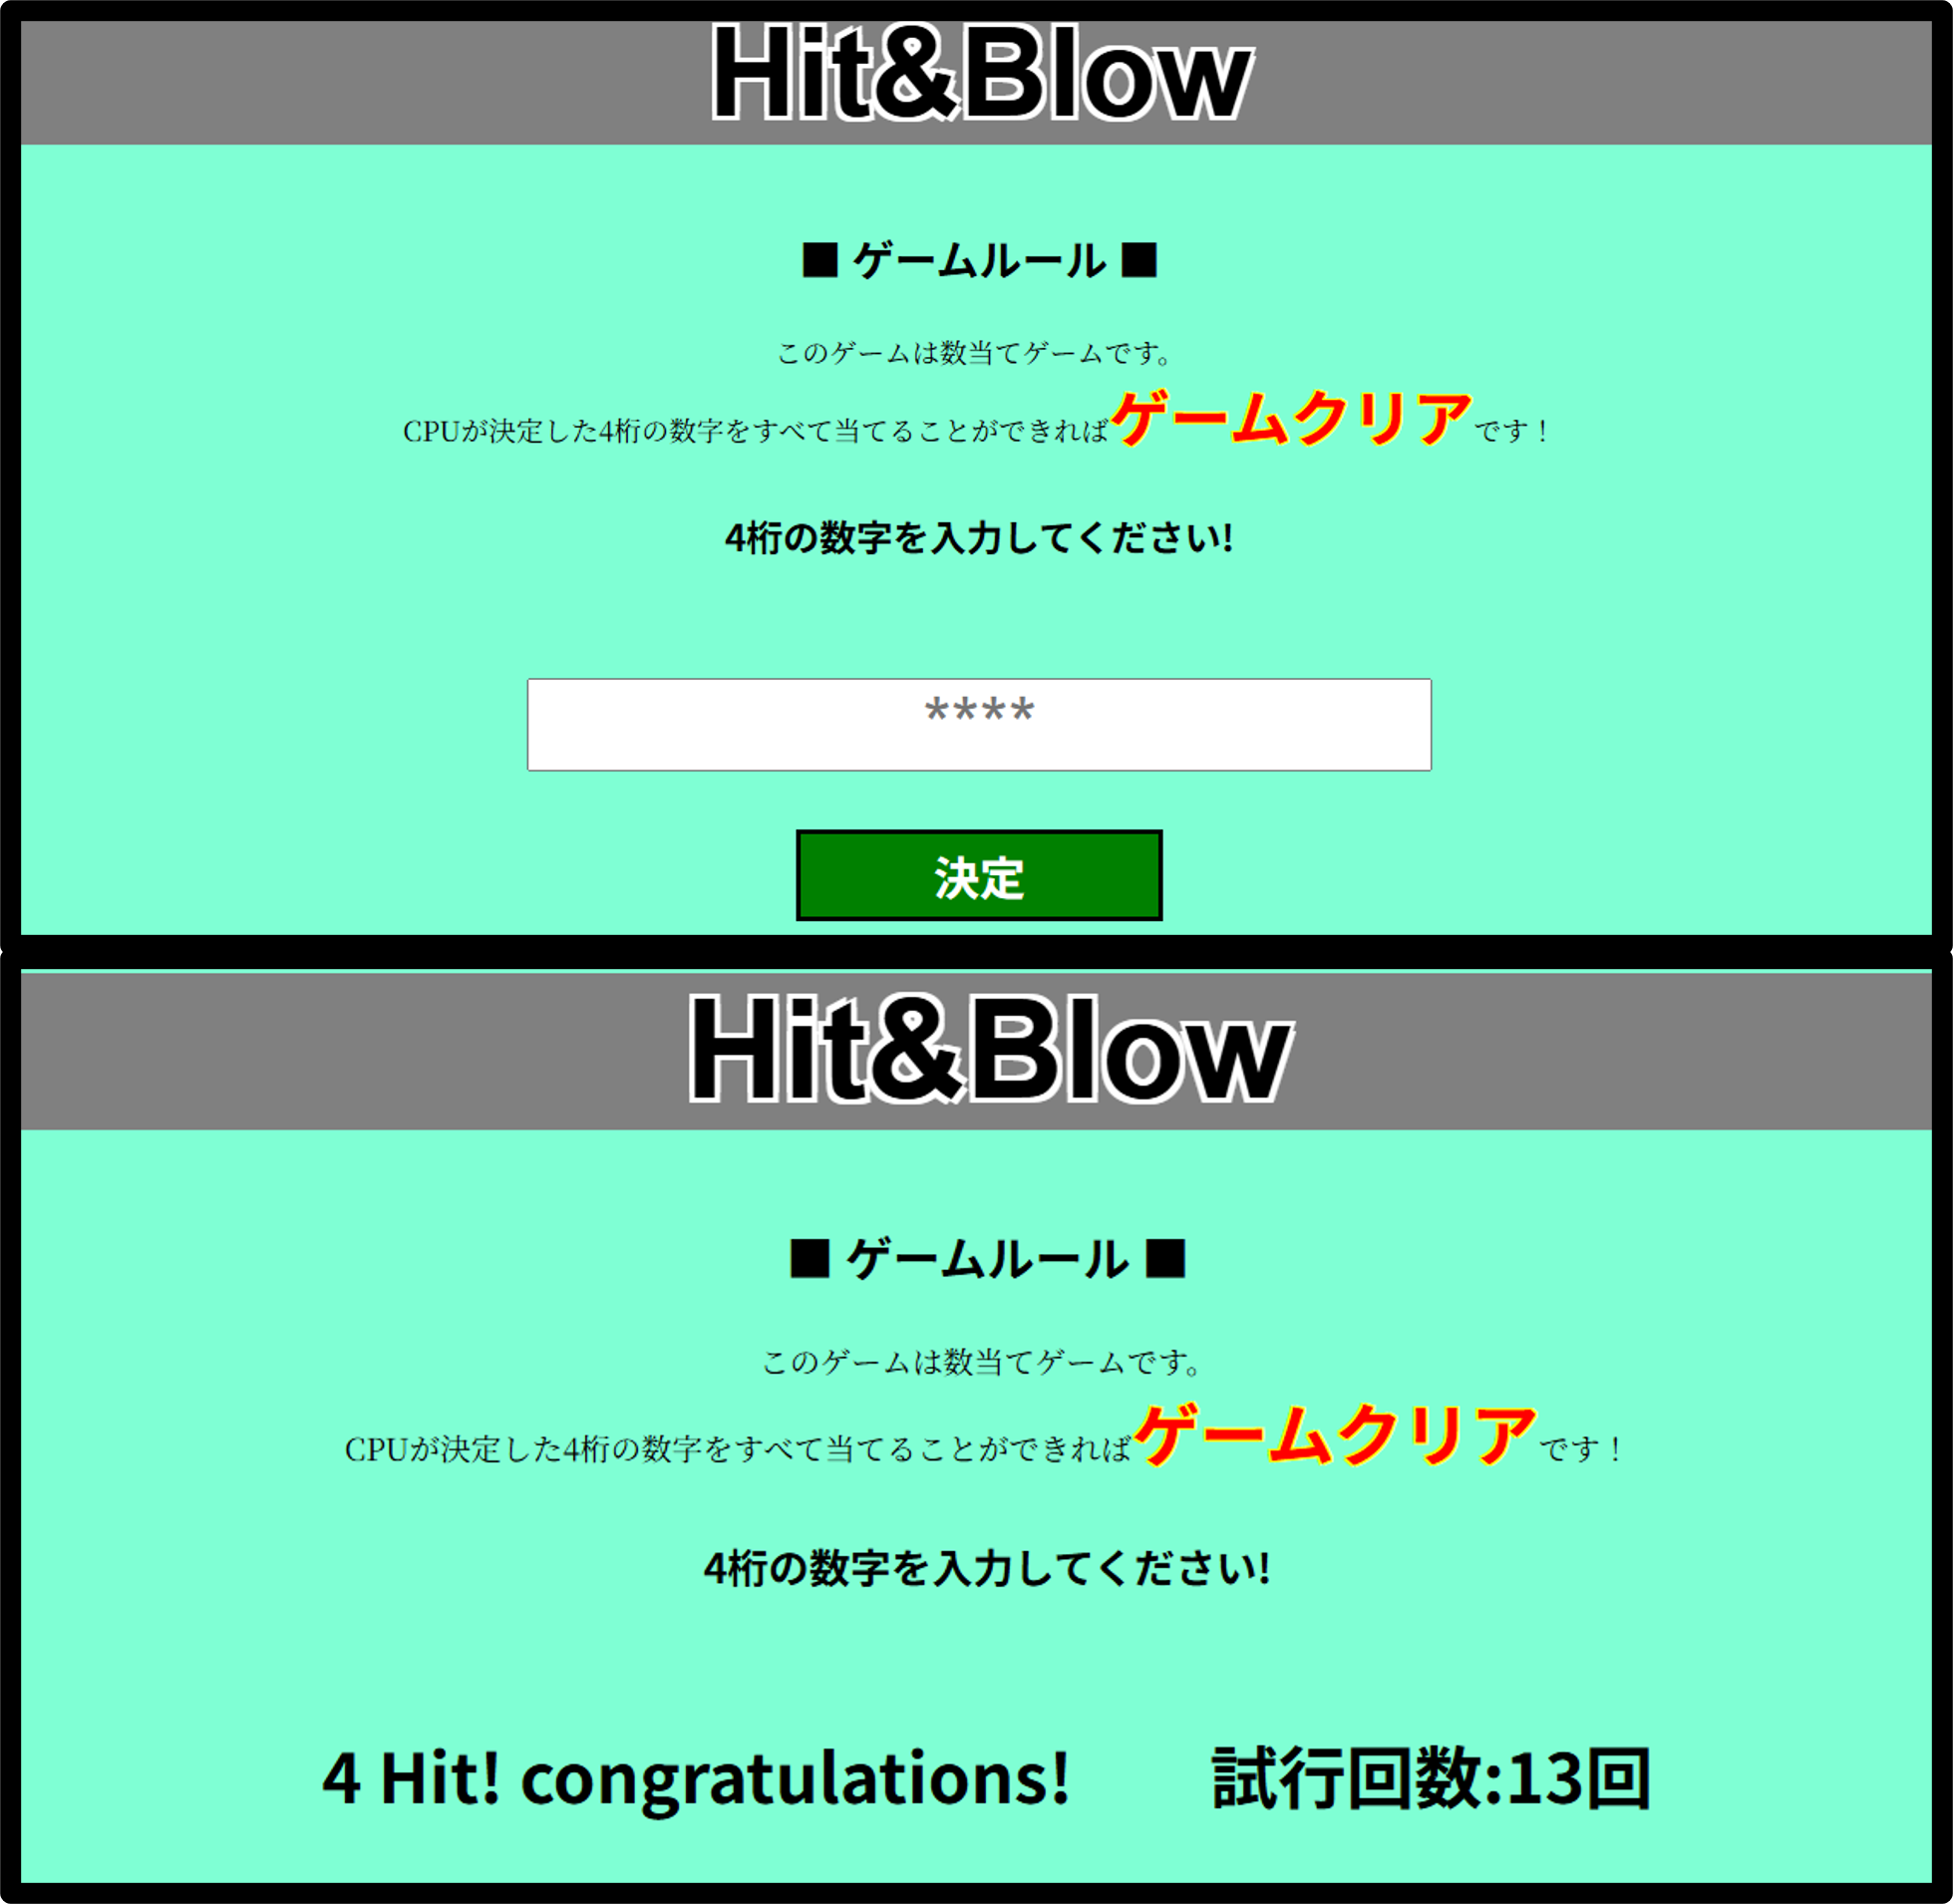 Hit&Blow
■ ゲームルール ■
このゲームは数当てゲームです。
CPUが決定した4桁の数字をすべて当てることができればゲームクリアです！
4桁の数字を入力してください!
****
決定
Hit&Blow
■ ゲームルール ■
このゲームは数当てゲームです。
CPUが決定した4桁の数字をすべて当てることができればゲームクリアです！
4桁の数字を入力してください!
4 Hit! congratulations! 試行回数:13回